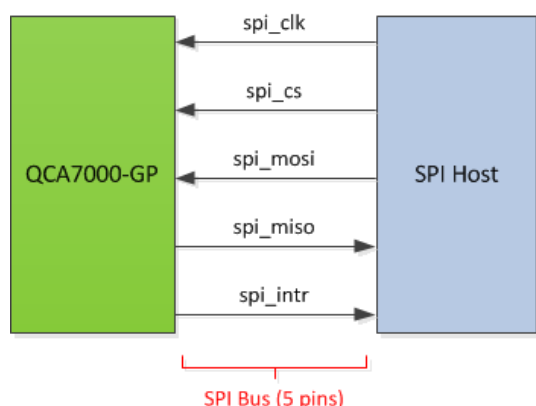 spi_clk
spi_cs
QCA7000-GP
spi_mosi
SPI Host
spi_miso
spi_intr
SPI Bus (5 pins)